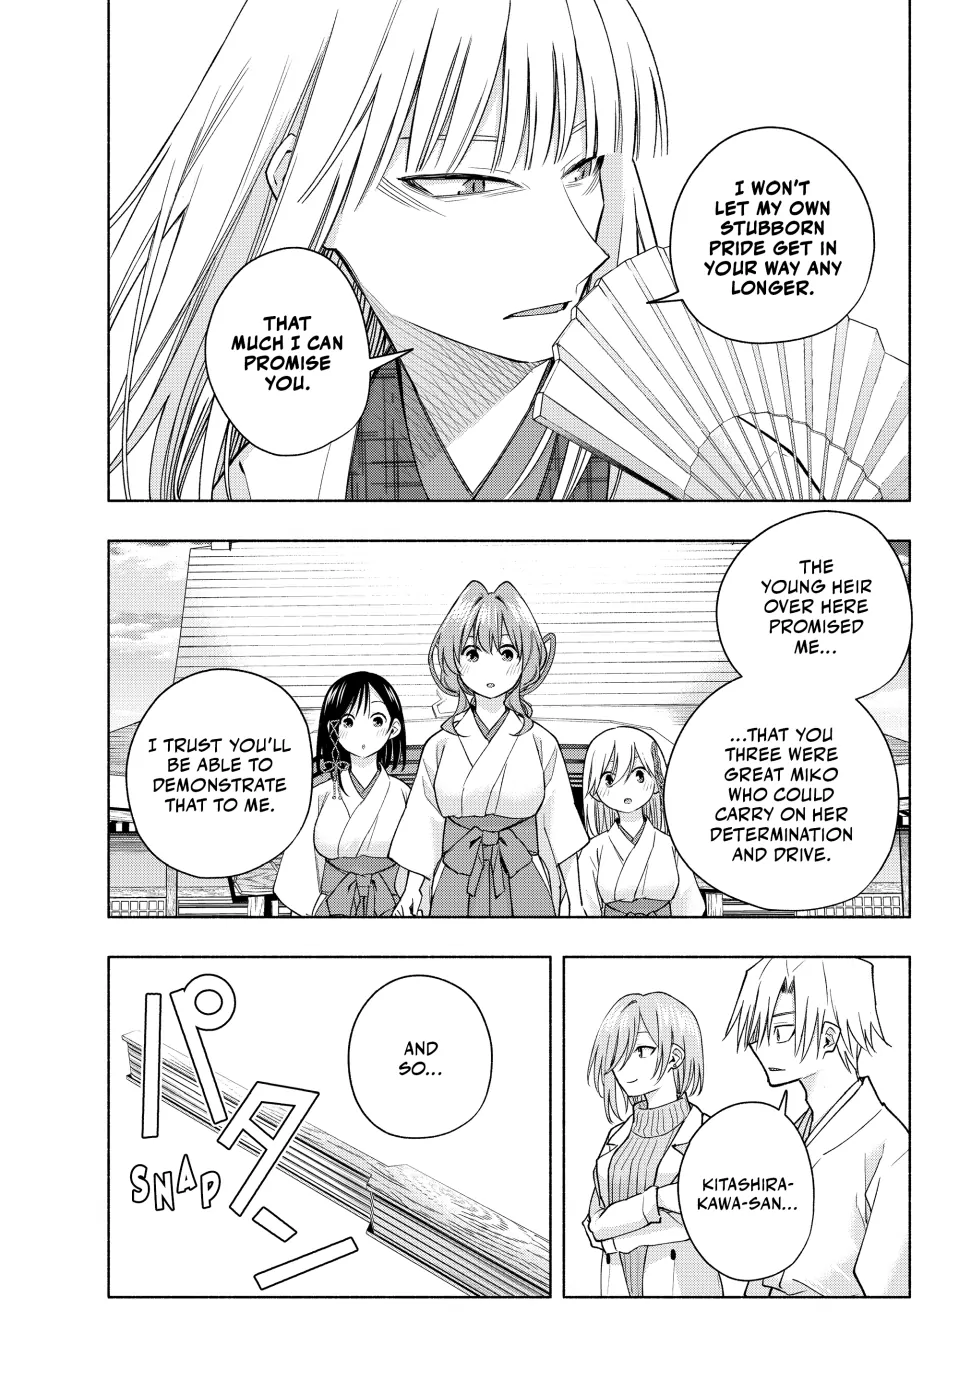 I WON'T
LET MY OWN
STUBBORN
PRIDE GET IN
YOUR WAY ANY
LONGER.
THAT
MUCH I CAN
PROMISE
YOU.
THE
YOUNG HEIR
OVER HERE
PROMISED
ME...
...THAT YOU
THREE WERE
GREAT MIKO
WHO COULD
CARRY ON HER
DETERMINATION
AND DRIVE.
I TRUST YOU'LL
BE ABLE TO
DEMONSTRATE
THAT TO ME.
KITASHIRA-
KAWA-SAN...
AND
SO...
パターン
SNAP